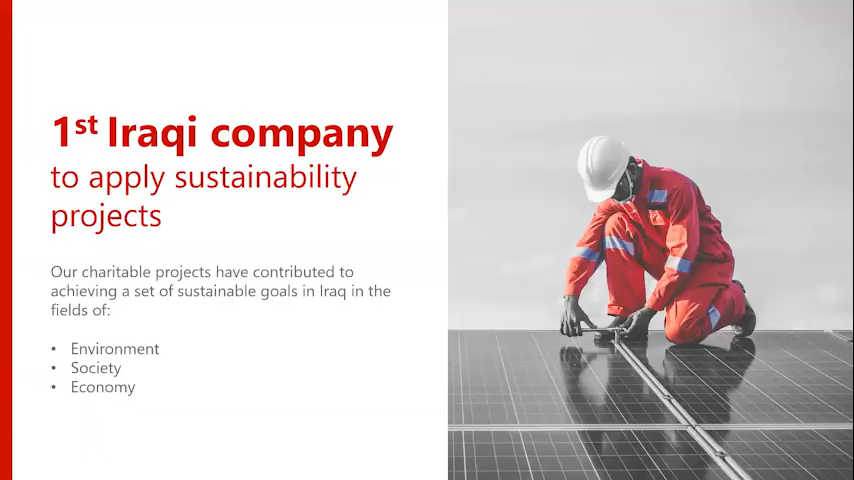 1st Iraqi company
to apply sustainability
projects
Our charitable projects have contributed to
achieving a set of sustainable goals in Iraq in the
fields of:
• Environment
• Society
• Economy